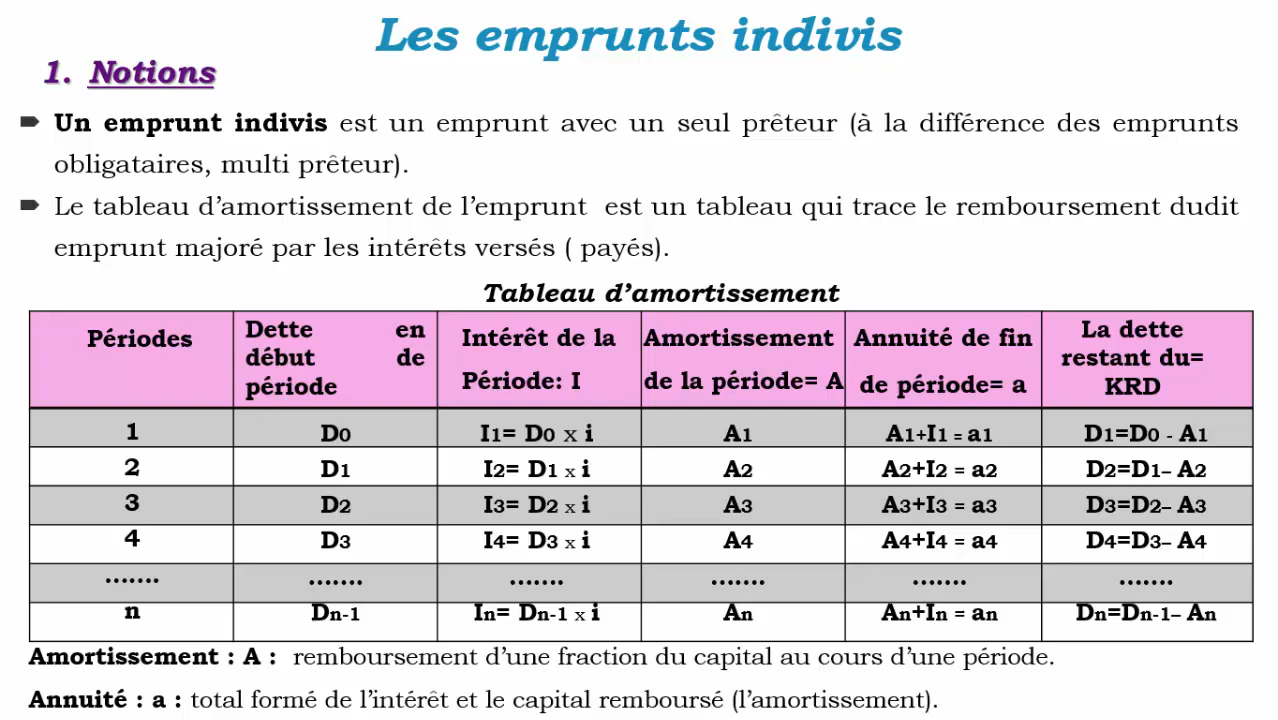 Les emprunts indivis
1. Notions
Un emprunt indivis est un emprunt avec un seul prêteur (à la différence des emprunts
obligataires, multi prêteur).
Le tableau d’amortissement de l’emprunt est un tableau qui trace le remboursement dudit
emprunt majoré par les intérêts versés ( payés).
Tableau d’amortissement
Périodes | Dette en début de période | Intérêt de la Période: I | Amortissement de la période= A | Annuité de fin de période= a | La dette restant du= KRD
1 | D0 | I1= D0 x i | A1 | A1+I1 = a1 | D1=D0 - A1
2 | D1 | I2= D1 x i | A2 | A2+I2 = a2 | D2=D1– A2
3 | D2 | I3= D2 x i | A3 | A3+I3 = a3 | D3=D2– A3
4 | D3 | I4= D3 x i | A4 | A4+I4 = a4 | D4=D3– A4
....... | ....... | ....... | ....... | ....... | .......
n | Dn-1 | In= Dn-1 x i | An | An+In = an | Dn=Dn-1– An
Amortissement : A : remboursement d’une fraction du capital au cours d’une période.
Annuité : a : total formé de l’intérêt et le capital remboursé (l’amortissement).